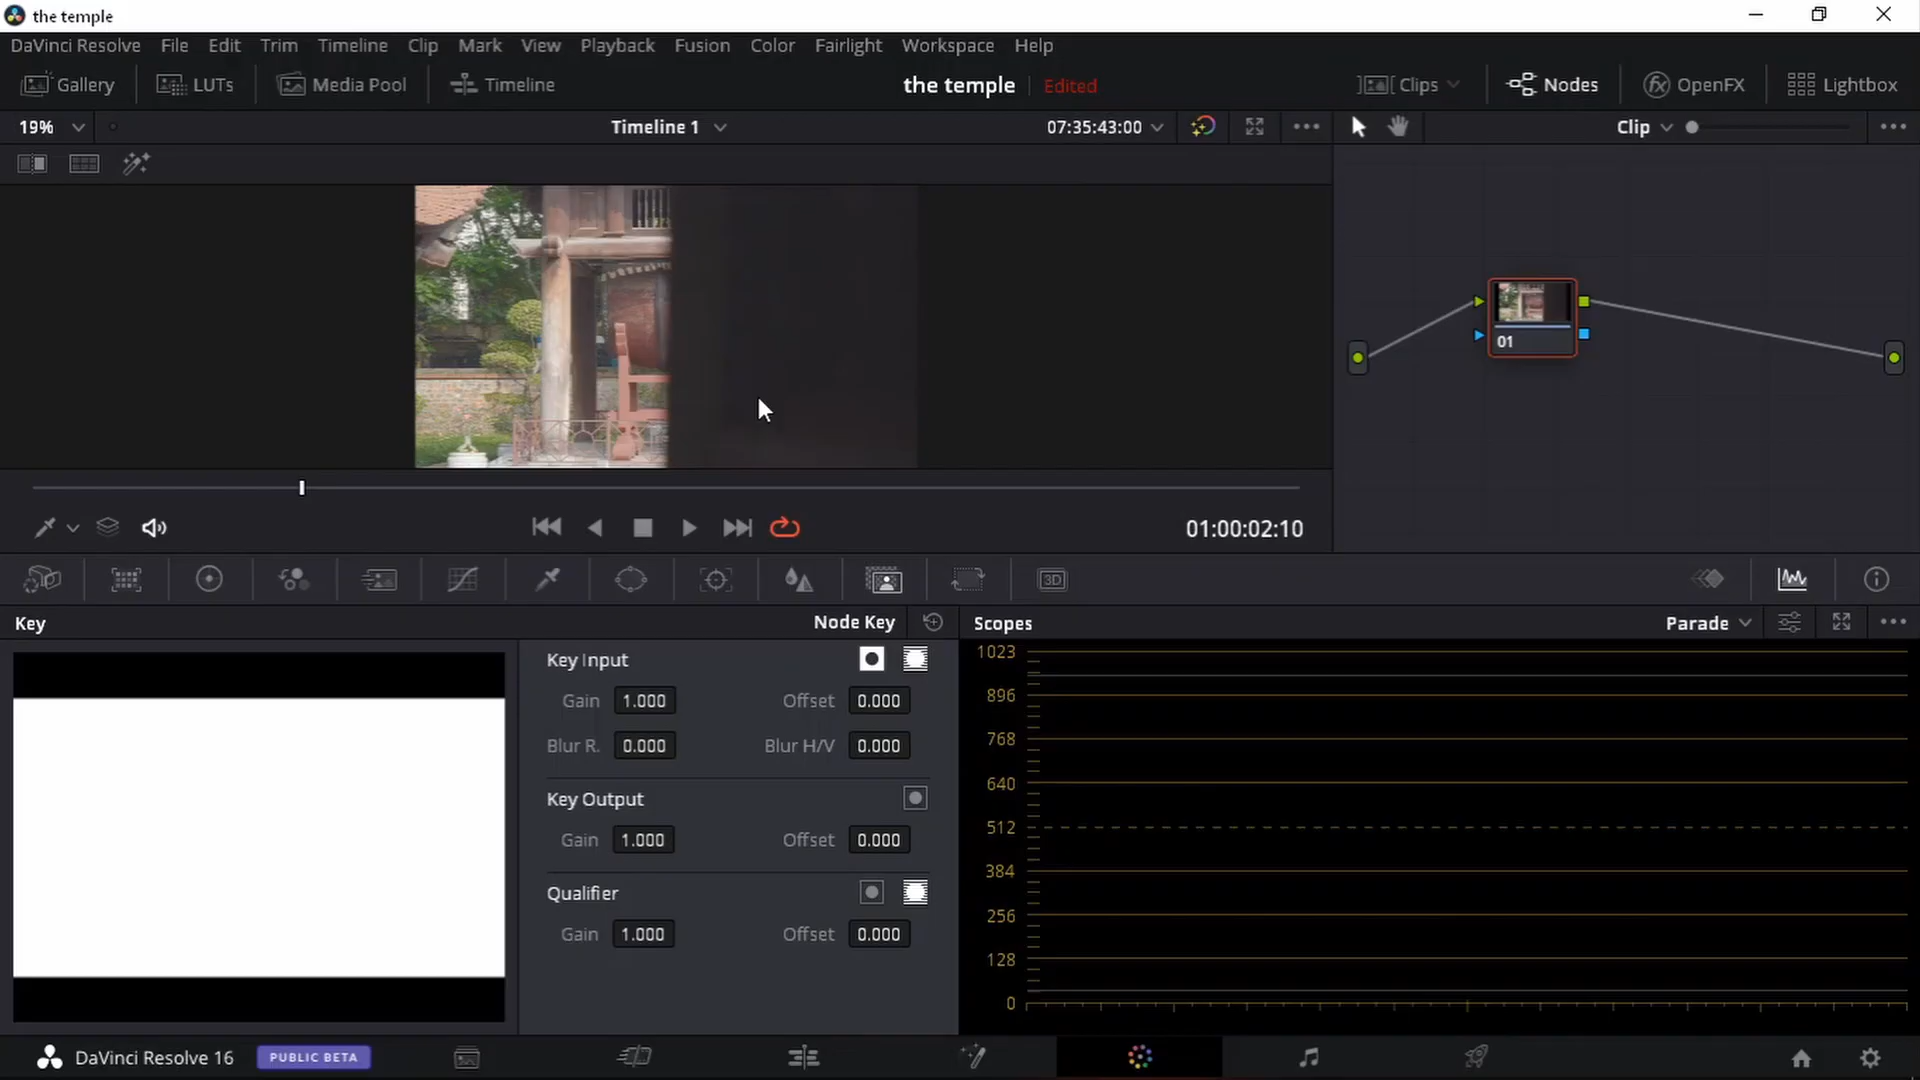 the temple
DaVinci Resolve File Edit Trim Timeline Clip Mark View Playback Fusion Color Fairlight Workspace Help
Gallery LUTs Media Pool Timeline the temple Edited Clips Nodes OpenFX Lightbox
19% Timeline 1 07:35:43:00 Clip
01
01:00:02:10
3D
Key Node Key Scopes Parade
Key Input
Gain 1.000 Offset 0.000
Blur R. 0.000 Blur H/V 0.000
Key Output
Gain 1.000 Offset 0.000
Qualifier
Gain 1.000 Offset 0.000
1023
896
768
640
512
384
256
128
0
DaVinci Resolve 16 PUBLIC BETA